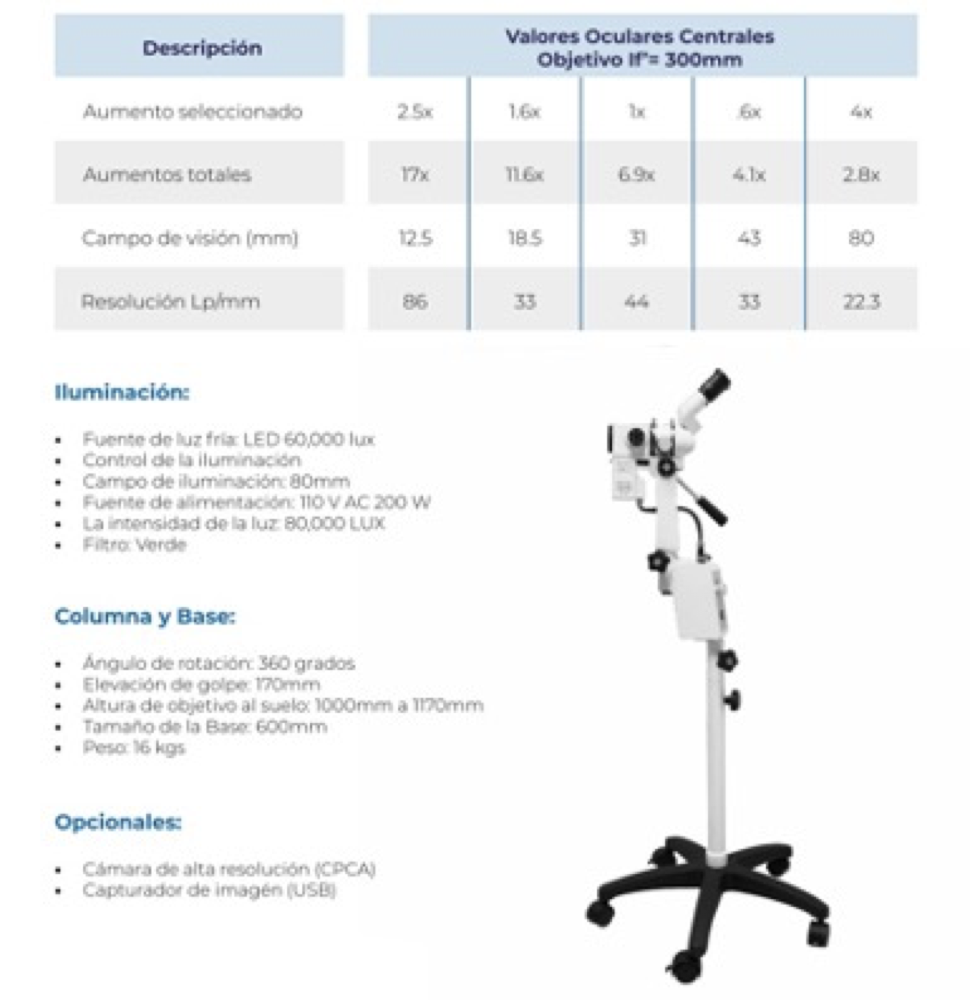 Descripción
Valores Oculares Centrales
Objetivo If'= 300mm
Aumento seleccionado 2.5x 1.6x 1x .6x 4x
Aumentos totales 17x 11.6x 6.9x 4.1x 2.8x
Campo de visión (mm) 12.5 18.5 31 43 80
Resolución Lp/mm 86 33 44 33 22.3
Iluminación:
• Fuente de luz fría: LED 60,000 lux
• Control de la iluminación
• Campo de iluminación: 80mm
• Fuente de alimentación: 110 V AC 200 W
• La intensidad de la luz: 80,000 LUX
• Filtro: Verde
Columna y Base:
• Ángulo de rotación: 360 grados
• Elevación de golpe: 170mm
• Altura de objetivo al suelo: 1000mm a 1170mm
• Tamaño de la Base: 600mm
• Peso: 16 kgs
Opcionales:
• Cámara de alta resolución (CPCA)
• Capturador de imagén (USB)